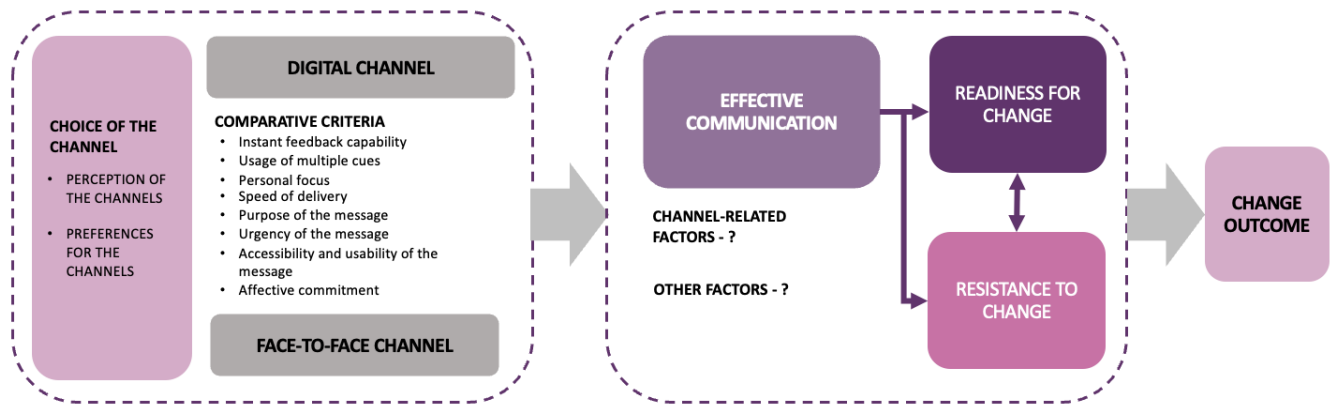 CHOICE OF THE
CHANNEL
• PERCEPTION OF
THE CHANNELS
• PREFERENCES
FOR THE
CHANNELS
DIGITAL CHANNEL
COMPARATIVE CRITERIA
• Instant feedback capability
• Usage of multiple cues
• Personal focus
• Speed of delivery
• Purpose of the message
• Urgency of the message
• Accessibility and usability of the
message
• Affective commitment
FACE-TO-FACE CHANNEL
EFFECTIVE
COMMUNICATION
CHANNEL-RELATED
FACTORS - ?
OTHER FACTORS - ?
READINESS FOR
CHANGE
RESISTANCE TO
CHANGE
CHANGE
OUTCOME